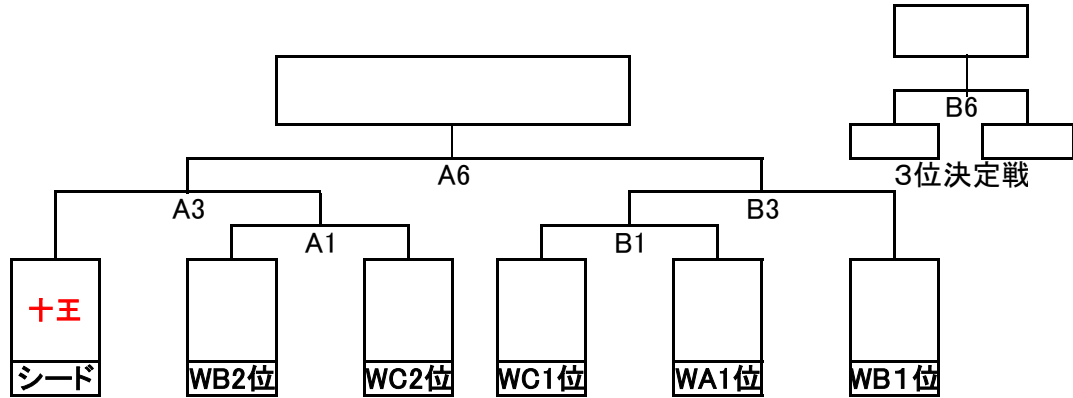 B6
3位決定戦
A6
A3
B3
A1
B1
十王
シード
WB2位
WC2位
WC1位
WA1位
WB1位